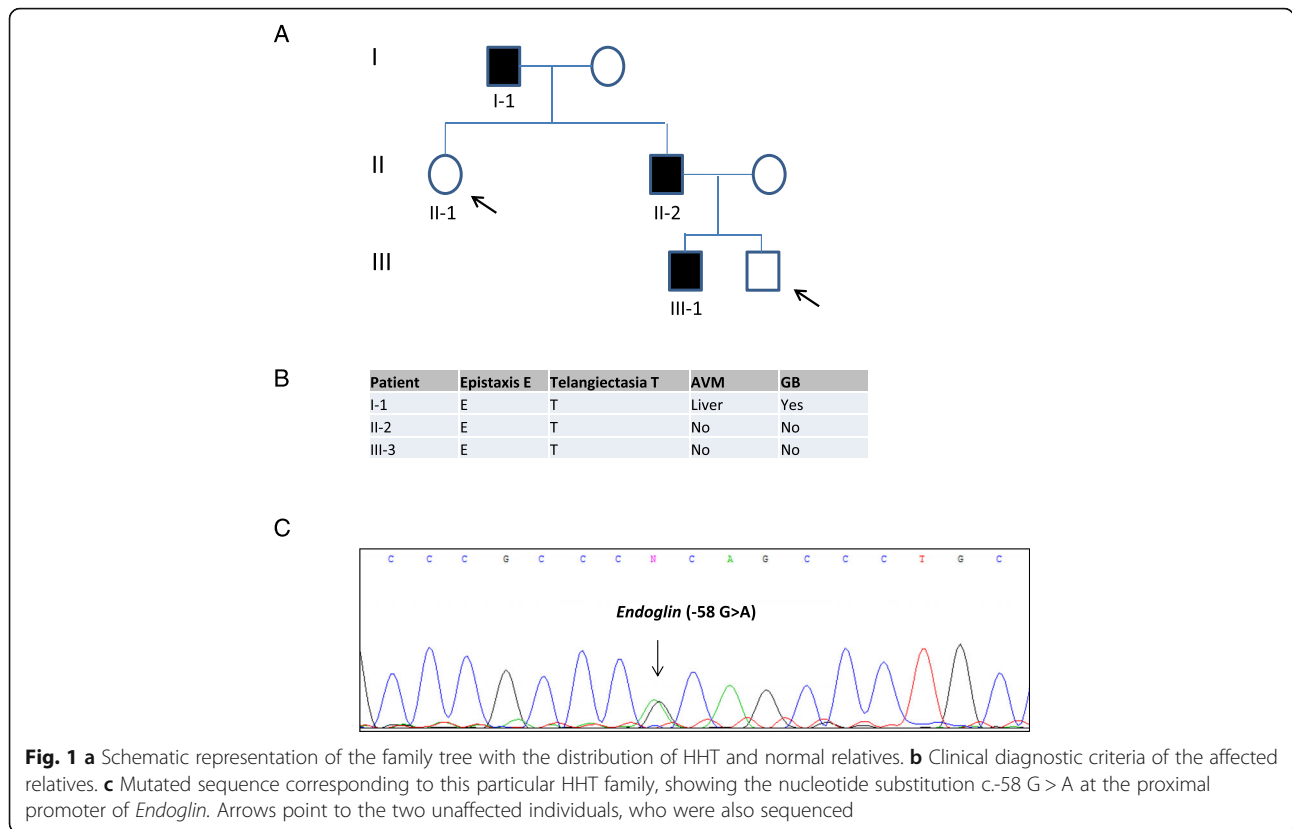 A
I
I-1
II
II-1
II-2
III
III-1
B
Patient Epistaxis E Telangiectasia T AVM GB
I-1 E T Liver Yes
II-2 E T No No
III-3 E T No No
C
C C C G C C C N C A G C C C T G C
Endoglin (-58 G>A)
Fig. 1 a Schematic representation of the family tree with the distribution of HHT and normal relatives. b Clinical diagnostic criteria of the affected
relatives. c Mutated sequence corresponding to this particular HHT family, showing the nucleotide substitution c.-58 G > A at the proximal
promoter of Endoglin. Arrows point to the two unaffected individuals, who were also sequenced